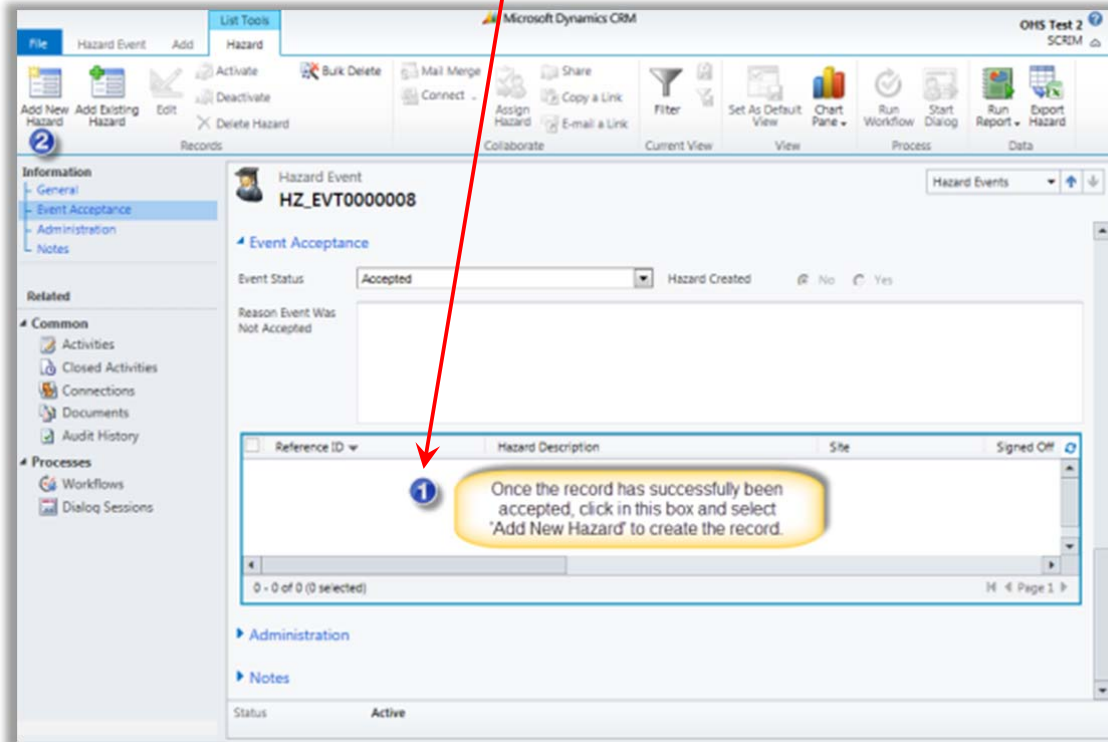 List Tools
Microsoft Dynamics CRM
OHS Test 2
SCRIM
File Hazard Event Add Hazard
Add New Hazard
Add Existing Hazard
Edit
Activate
Deactivate
Delete Hazard
Bulk Delete
Records
Mail Merge
Connect
Assign Hazard
Share
Copy a Link
E-mail a Link
Collaborate
Filter
Current View
Set As Default View
Chart Pane
View
Run Workflow
Start Dialog
Process
Run Report
Export Hazard
Data
2
Information
General
Event Acceptance
Administration
Notes
Related
Common
Activities
Closed Activities
Connections
Documents
Audit History
Processes
Workflows
Dialog Sessions
Hazard Event
HZ_EVT0000008
Hazard Events
Event Acceptance
Event Status Accepted Hazard Created No Yes
Reason Event Was
Not Accepted
Reference ID Hazard Description Site Signed Off
1
Once the record has successfully been
accepted, click in this box and select
'Add New Hazard' to create the record.
0 - 0 of 0 (0 selected) Page 1
Administration
Notes
Status Active